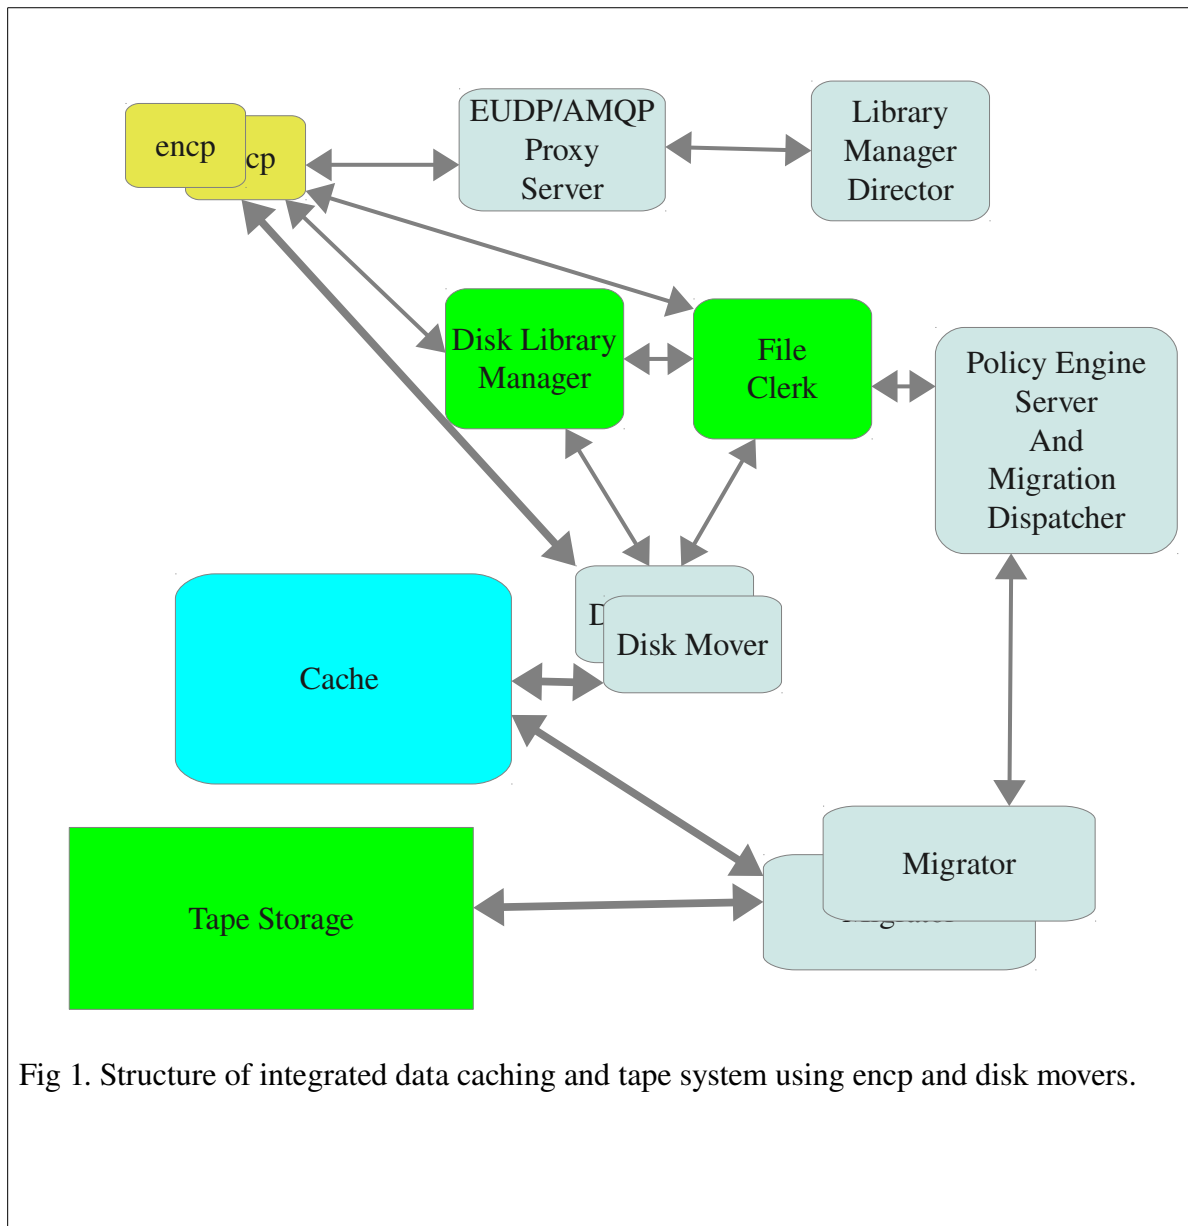 encp
cp
EUDP/AMQP
Proxy
Server
Library
Manager
Director
Disk Library
Manager
File
Clerk
Policy Engine
Server
And
Migration
Dispatcher
D
Disk Mover
Cache
Migrator
Tape Storage
Fig 1. Structure of integrated data caching and tape system using encp and disk movers.